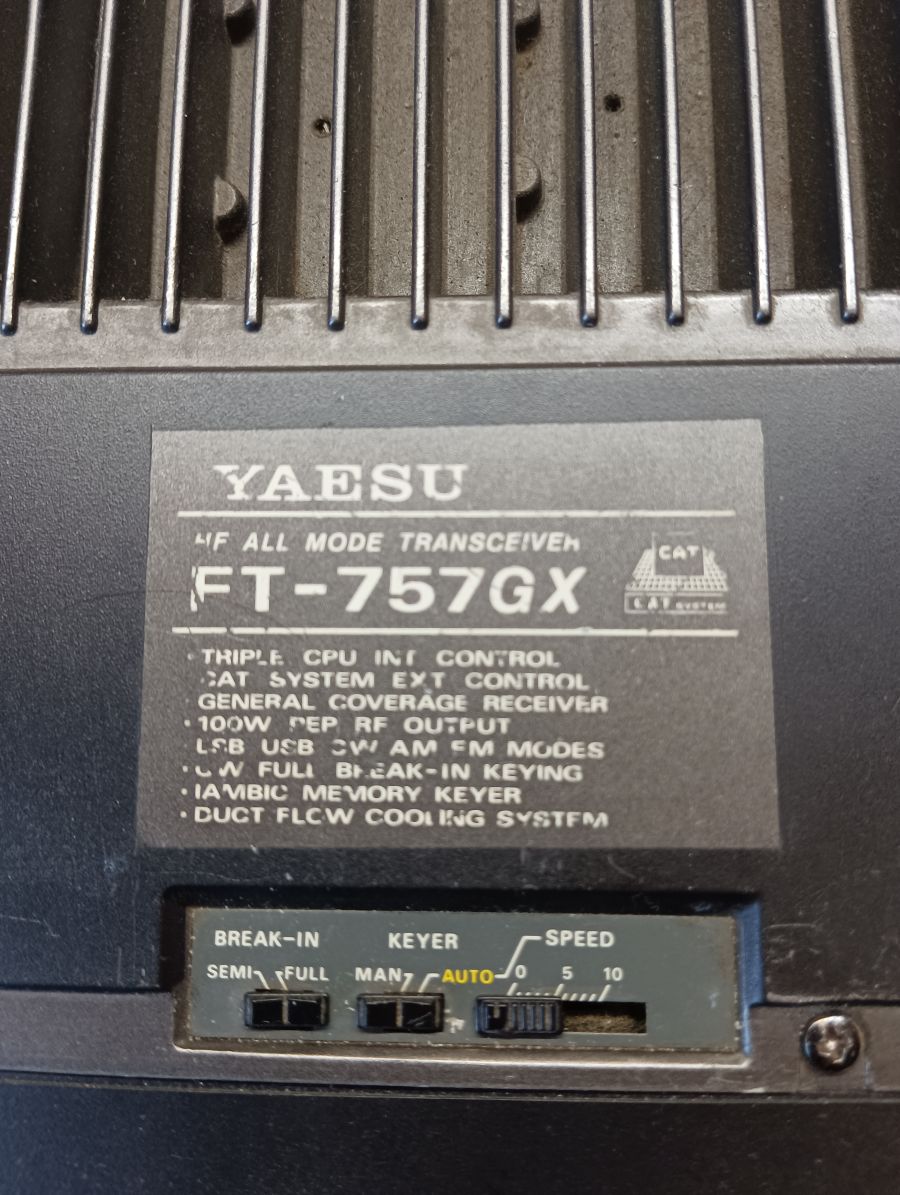 YAESU
HF ALL MODE TRANSCEIVER
FT-757GX
CAT
CAT SYSTEM
· TRIPLE CPU INT CONTROL
CAT SYSTEM EXT CONTROL
GENERAL COVERAGE RECEIVER
· 100W PEP RF OUTPUT
· LSB USB CW AM FM MODES
· CW FULL BREAK-IN KEYING
· IAMBIC MEMORY KEYER
· DUCT FLOW COOLING SYSTEM
BREAK-IN KEYER SPEED
SEMI FULL MAN AUTO 0 5 10